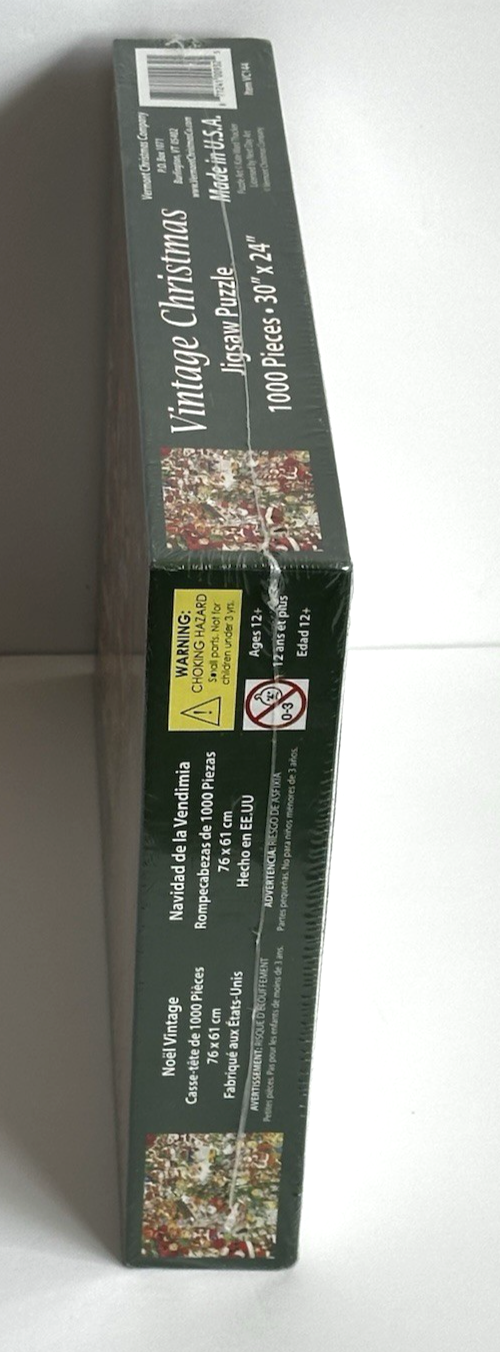 Vermont Christmas Company
P.O. Box 1071
Burlington, VT 05402
www.VermontChristmasCo.com
Made in U.S.A.
Item VC144
Vintage Christmas
Jigsaw Puzzle
1000 Pieces • 30" x 24"
WARNING:
CHOKING HAZARD
Small parts. Not for
children under 3 yrs.
0-3
Ages 12+
12 ans et plus
Edad 12+
Navidad de la Vendimia
Rompecabezas de 1000 Piezas
76 x 61 cm
Hecho en EE.UU
ADVERTENCIA: RIESGO DE ASFIXIA
Partes pequeñas. No para niños menores de 3 años.
Noël Vintage
Casse-tête de 1000 Pièces
76 x 61 cm
Fabriqué aux États-Unis
AVERTISSEMENT: RISQUE D'ÉTOUFFEMENT
Petites pièces. Pas pour les enfants de moins de 3 ans.